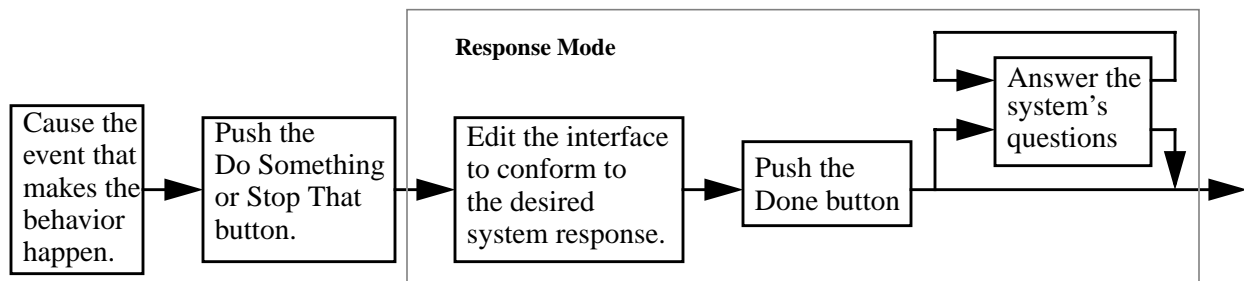 Response Mode
Cause the
event that
makes the
behavior
happen.
Push the
Do Something
or Stop That
button.
Edit the interface
to conform to
the desired
system response.
Push the
Done button
Answer the
system's
questions